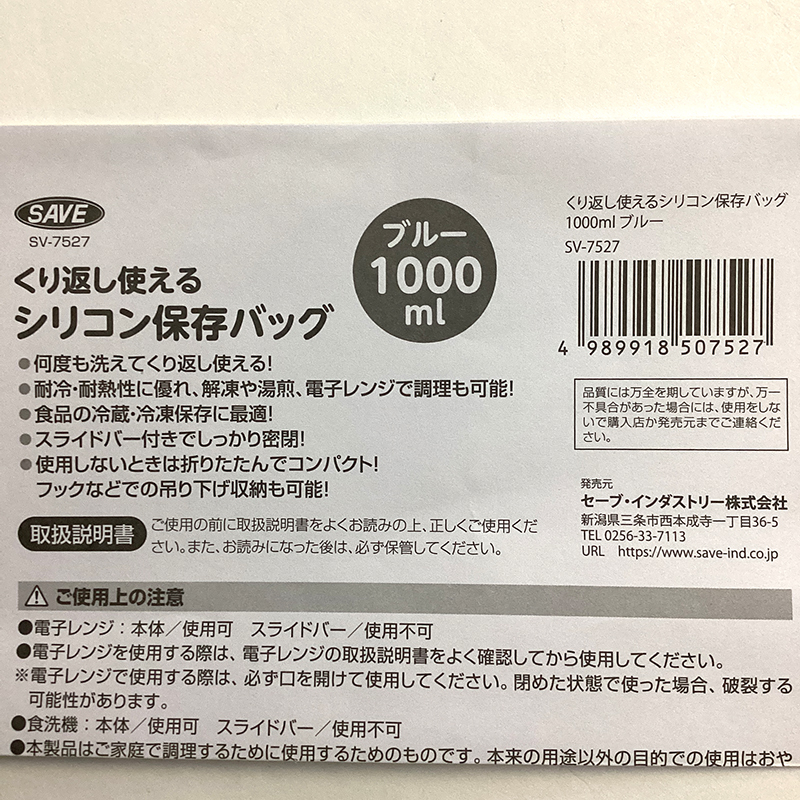 SAVE
SV-7527
くり返し使える
シリコン保存バッグ
ブルー
1000
ml
●何度も洗えてくり返し使える!
●耐冷・耐熱性に優れ、解凍や湯煎、電子レンジで調理も可能!
●食品の冷蔵・冷凍保存に最適!
●スライドバー付きでしっかり密閉!
●使用しないときは折りたたんでコンパクト!
フックなどでの吊り下げ収納も可能!
取扱説明書
ご使用の前に取扱説明書をよくお読みの上、正しくご使用くだ
さい。また、お読みになった後は、必ず保管してください。
くり返し使えるシリコン保存バッグ
1000ml ブルー
SV-7527
4 989918 507527
品質には万全を期していますが、万一
不具合があった場合には、使用をしな
いで購入店か発売元までご連絡くだ
さい。
発売元
セーブ・インダストリー株式会社
新潟県三条市西本成寺一丁目36-5
TEL 0256-33-7113
URL https://www.save-ind.co.jp
⚠ ご使用上の注意
●電子レンジ:本体/使用可 スライドバー/使用不可
●電子レンジを使用する際は、電子レンジの取扱説明書をよく確認してから使用してください。
※電子レンジで使用する際は、必ず口を開けて使用してください。閉めた状態で使った場合、破裂する
可能性があります。
●食洗機:本体/使用可 スライドバー/使用不可
●本製品はご家庭で調理するために使用するためのものです。本来の用途以外の目的での使用はおや